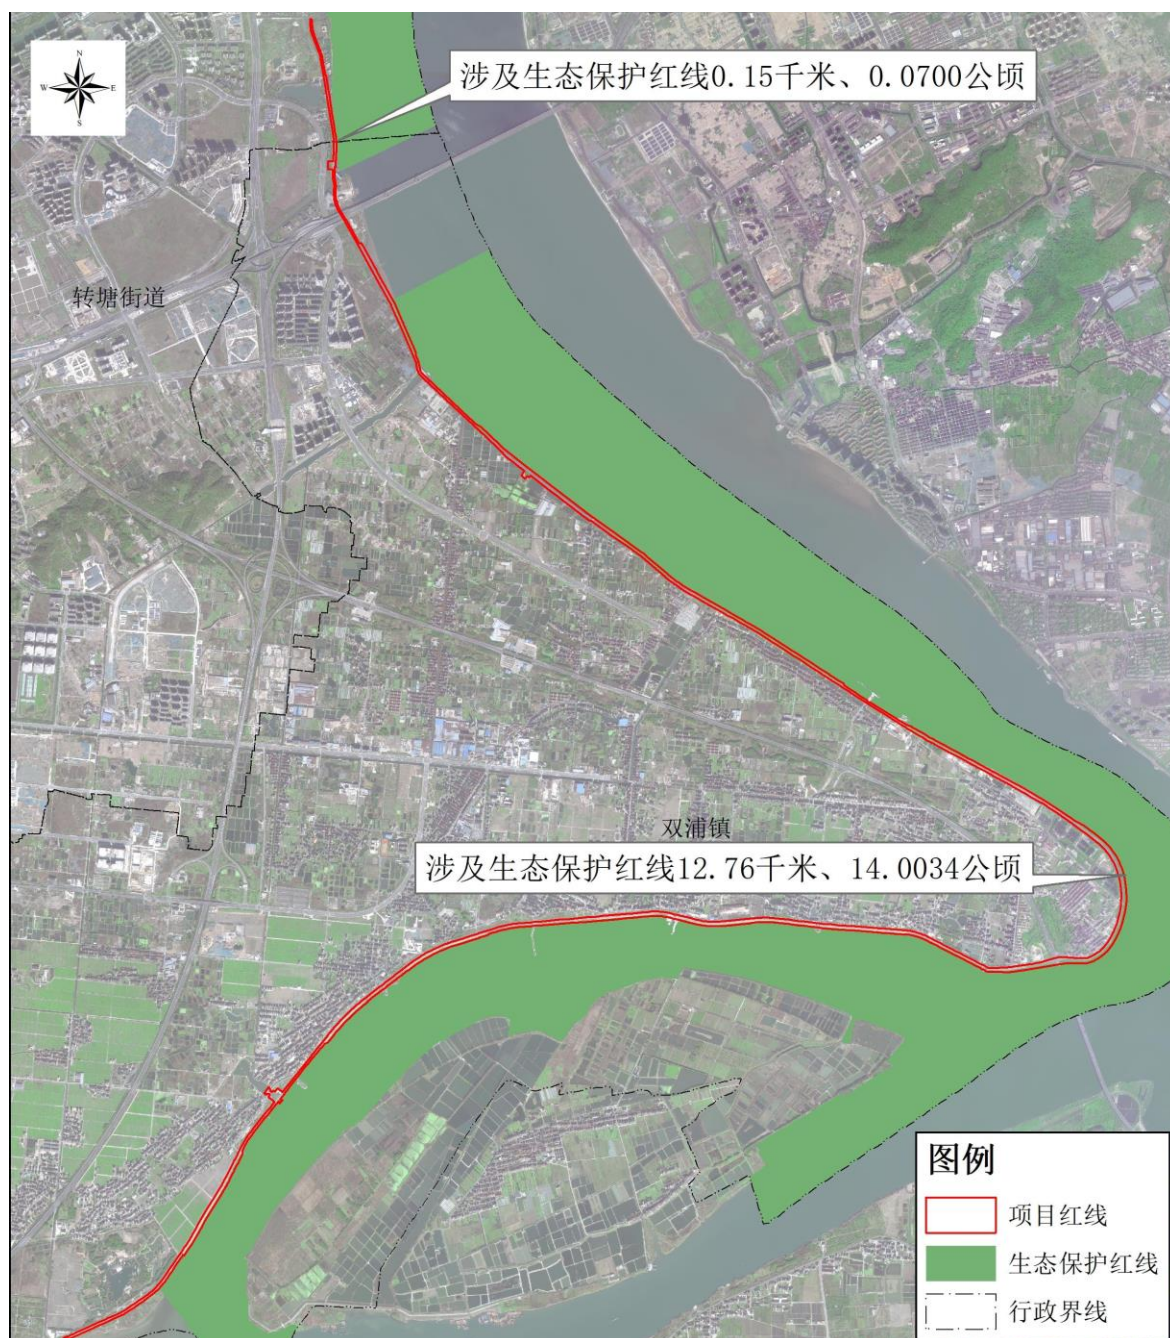 N
W E
S
涉及生态保护红线0.15千米、0.0700公顷
转塘街道
双浦镇
涉及生态保护红线12.76千米、14.0034公顷
图例
项目红线
生态保护红线
行政界线